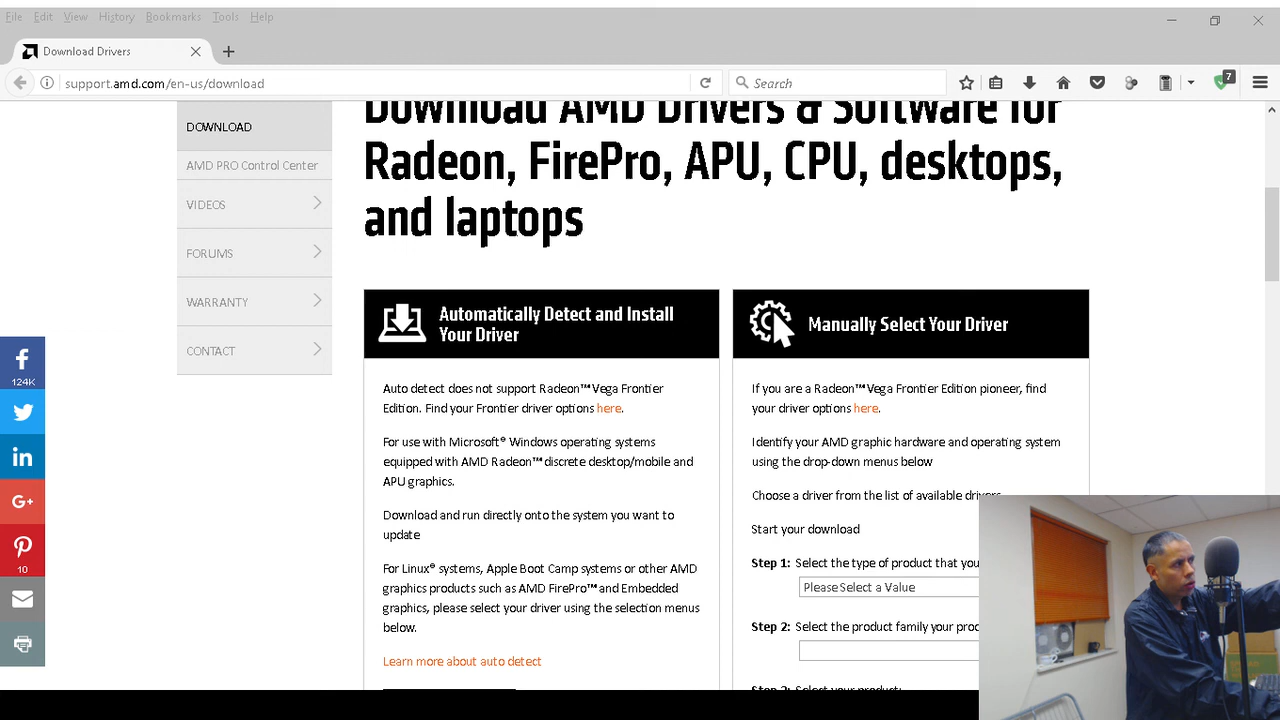 File Edit View History Bookmarks Tools Help
Download Drivers
support.amd.com/en-us/download
Search
7
DOWNLOAD
AMD PRO Control Center
VIDEOS
FORUMS
WARRANTY
CONTACT
124K
10
Download AMD Drivers & Software for
Radeon, FirePro, APU, CPU, desktops,
and laptops
Automatically Detect and Install
Your Driver
Auto detect does not support Radeon™ Vega Frontier
Edition. Find your Frontier driver options here.
For use with Microsoft® Windows operating systems
equipped with AMD Radeon™ discrete desktop/mobile and
APU graphics.
Download and run directly onto the system you want to
update
For Linux® systems, Apple Boot Camp systems or other AMD
graphics products such as AMD FirePro™ and Embedded
graphics, please select your driver using the selection menus
below.
Learn more about auto detect
Manually Select Your Driver
If you are a Radeon™ Vega Frontier Edition pioneer, find
your driver options here.
Identify your AMD graphic hardware and operating system
using the drop-down menus below
Choose a driver from the list of available drivers
Start your download
Step 1: Select the type of product that you
Please Select a Value
Step 2: Select the product family your
Select your product: